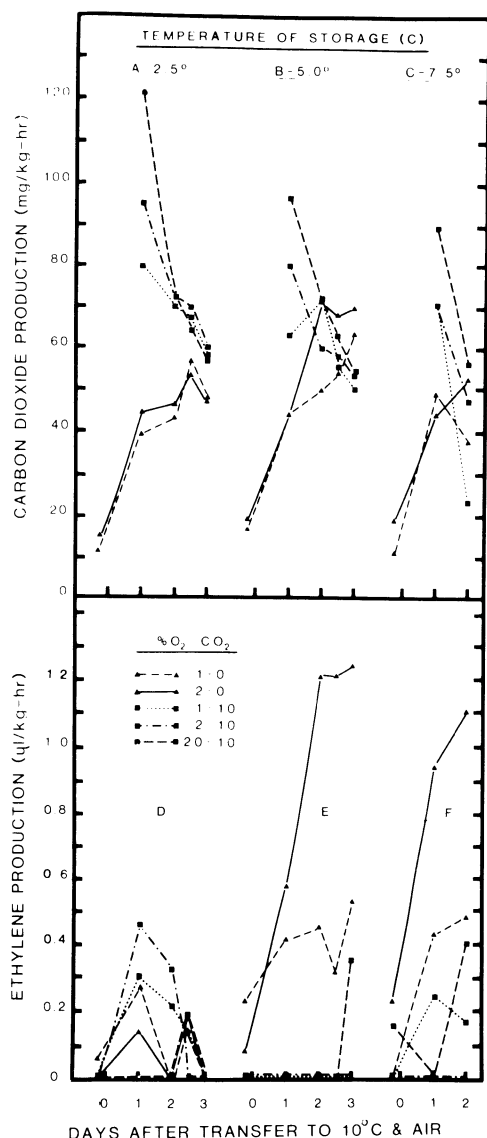 TEMPERATURE OF STORAGE (C)
A 2.5° B-5.0° C-7.5°
CARBON DIOXIDE PRODUCTION (mg/kg-hr)
120
100
80
60
40
20
0
%O₂ CO₂
1-0
2-0
1-10
2-10
20-10
D E F
ETHYLENE PRODUCTION (ql/kg-hr)
1.2
1.0
0.8
0.6
0.4
0.2
0
0 1 2 3 0 1 2 3 0 1 2
DAYS AFTER TRANSFER TO 10°C & AIR